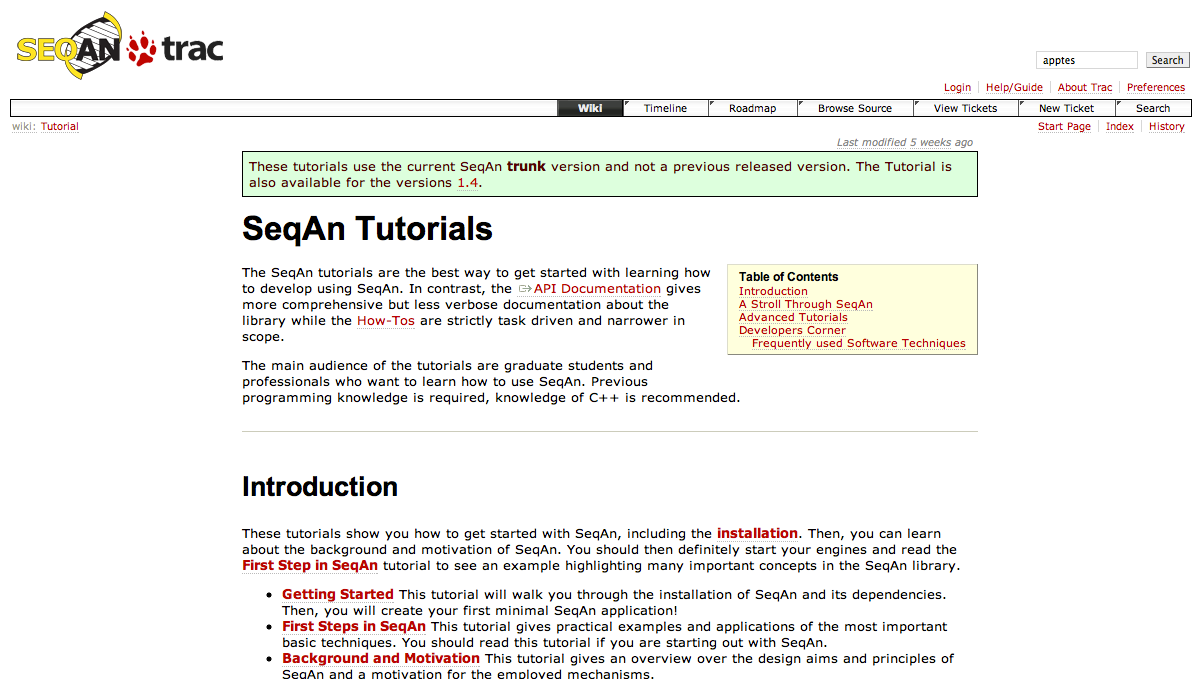 SEQAN trac
apptes
Search
Login
Help/Guide
About Trac
Preferences
Wiki
Timeline
Roadmap
Browse Source
View Tickets
New Ticket
Search
wiki: Tutorial
Start Page
Index
History
Last modified 5 weeks ago
These tutorials use the current SeqAn trunk version and not a previous released version. The Tutorial is
also available for the versions 1.4.
SeqAn Tutorials
The SeqAn tutorials are the best way to get started with learning how
to develop using SeqAn. In contrast, the API Documentation gives
more comprehensive but less verbose documentation about the
library while the How-Tos are strictly task driven and narrower in
scope.
Table of Contents
Introduction
A Stroll Through SeqAn
Advanced Tutorials
Developers Corner
Frequently used Software Techniques
The main audience of the tutorials are graduate students and
professionals who want to learn how to use SeqAn. Previous
programming knowledge is required, knowledge of C++ is recommended.
Introduction
These tutorials show you how to get started with SeqAn, including the installation. Then, you can learn
about the background and motivation of SeqAn. You should then definitely start your engines and read the
First Step in SeqAn tutorial to see an example highlighting many important concepts in the SeqAn library.
• Getting Started This tutorial will walk you through the installation of SeqAn and its dependencies.
Then, you will create your first minimal SeqAn application!
• First Steps in SeqAn This tutorial gives practical examples and applications of the most important
basic techniques. You should read this tutorial if you are starting out with SeqAn.
• Background and Motivation This tutorial gives an overview over the design aims and principles of
SeqAn and a motivation for the employed mechanisms.